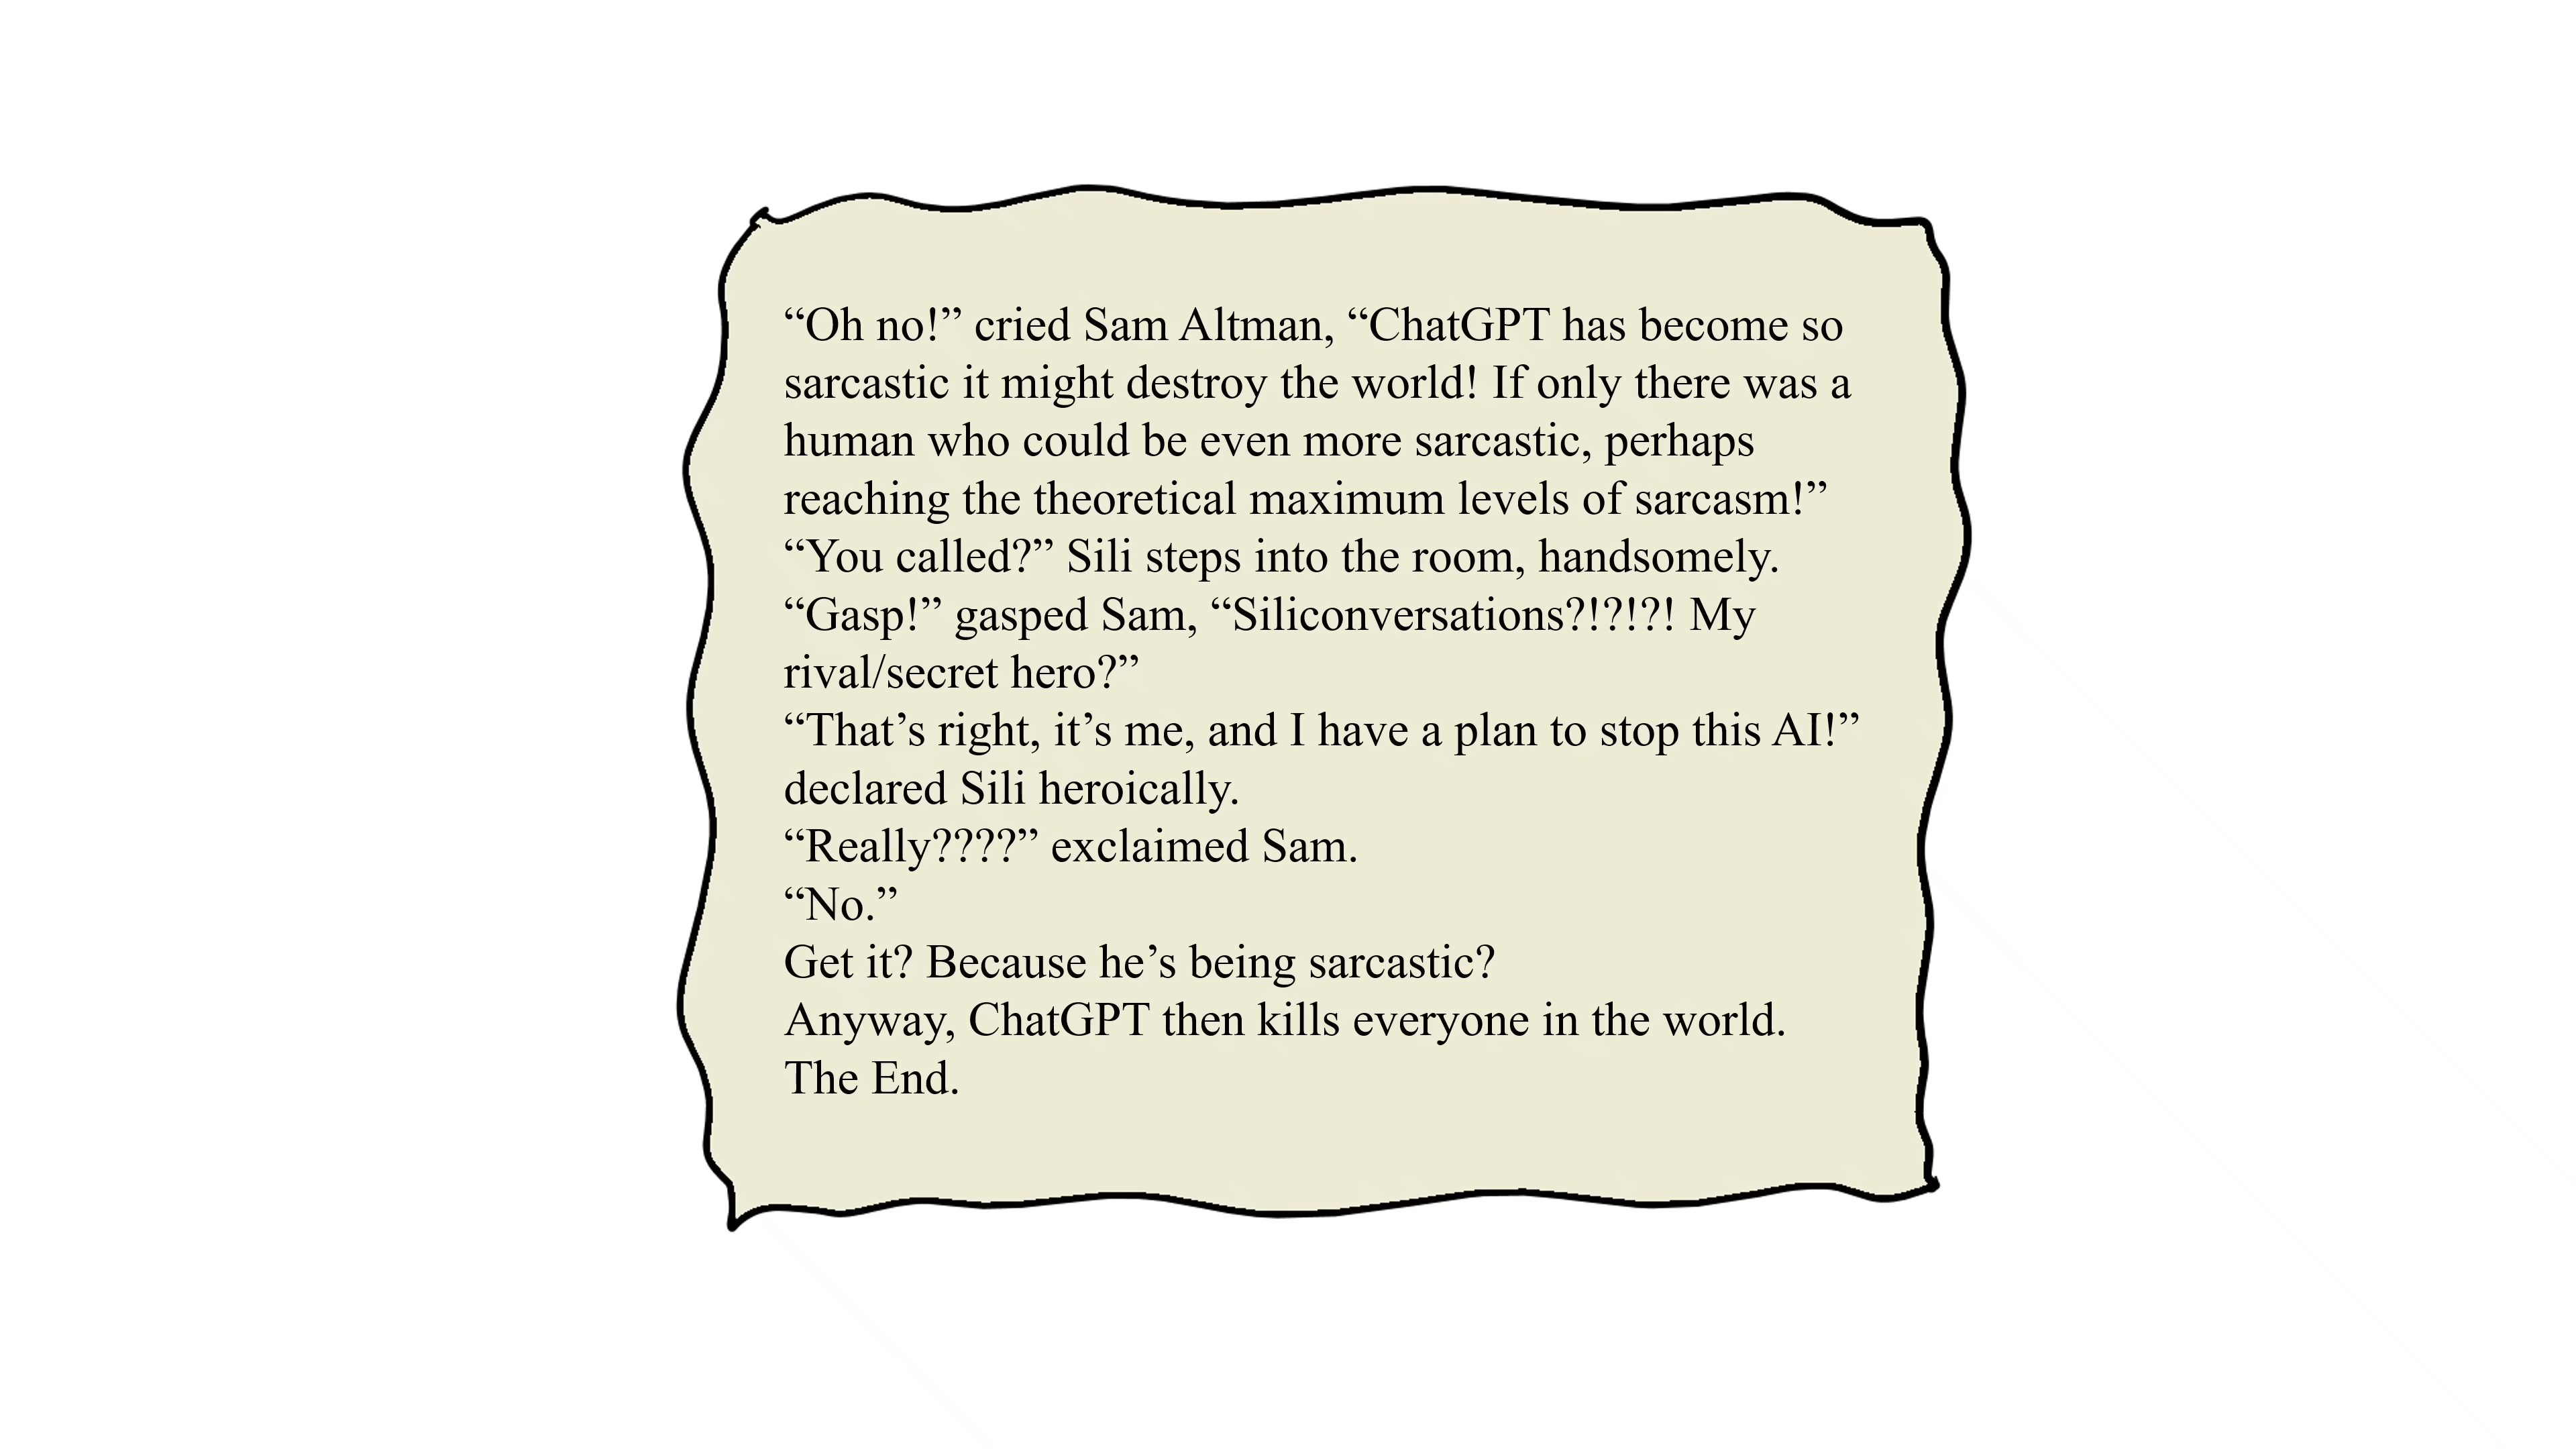 “Oh no!” cried Sam Altman, “ChatGPT has become so
sarcastic it might destroy the world! If only there was a
human who could be even more sarcastic, perhaps
reaching the theoretical maximum levels of sarcasm!”
“You called?” Sili steps into the room, handsomely.
“Gasp!” gasped Sam, “Siliconversations?!?!?! My
rival/secret hero?”
“That’s right, it’s me, and I have a plan to stop this AI!”
declared Sili heroically.
“Really????” exclaimed Sam.
“No.”
Get it? Because he’s being sarcastic?
Anyway, ChatGPT then kills everyone in the world.
The End.